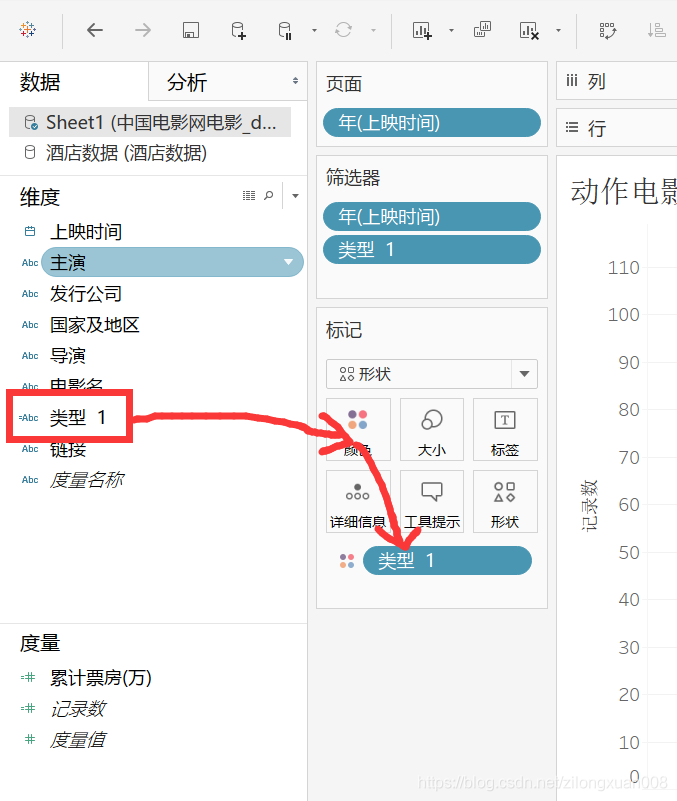 数据
分析
Sheet1 (中国电影网电影_d...
酒店数据 (酒店数据)
维度
上映时间
Abc 主演
Abc 发行公司
Abc 国家及地区
Abc 导演
Abc 电影名
=Abc 类型 1
Abc 链接
Abc 度量名称
度量
累计票房(万)
记录数
度量值
页面
年(上映时间)
筛选器
年(上映时间)
类型 1
标记
形状
颜色
大小
标签
详细信息
工具提示
形状
类型 1
列
行
动作电影
110
100
90
80
70
60
50
40
30
20
10
0
记录数
https://blog.csdn.net/zilongxuan008